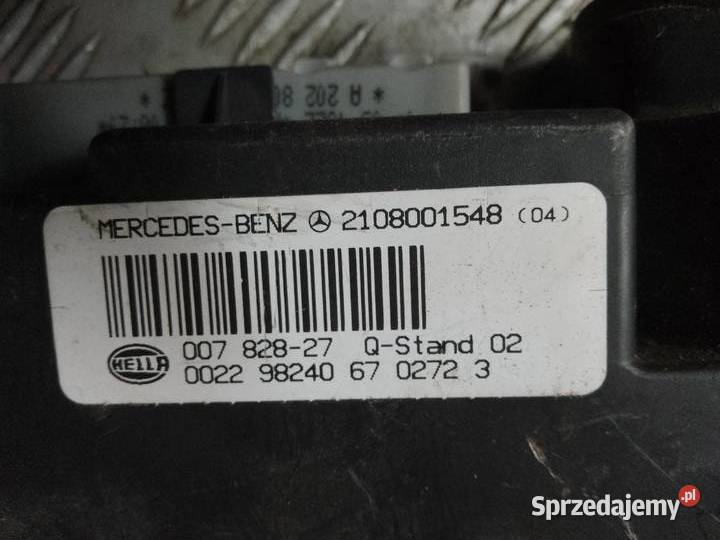 * A 202 80
MERCEDES-BENZ 2108001548 (04)
HELLA 007 828-27 Q-Stand 02
0022 98240 67 0272 3
Sprzedajemy.pl